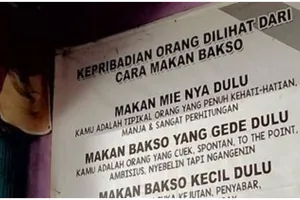 KEPRIBADIAN ORANG DILIHAT DARI
CARA MAKAN BAKSO
MAKAN MIE NYA DULU
KAMU ADALAH TIPIKAL ORANG YANG PENUH KEHATI-HATIAN,
MANJA & SANGAT PERHITUNGAN
MAKAN BAKSO YANG GEDE DULU
KAMU ADALAH ORANG YANG CUEK, SPONTAN, TO THE POINT,
AMBISIUS, NYEBELIN TAPI NGANGENIN
MAKAN BAKSO KECIL DULU
KEJUTAN, PENYABAR,